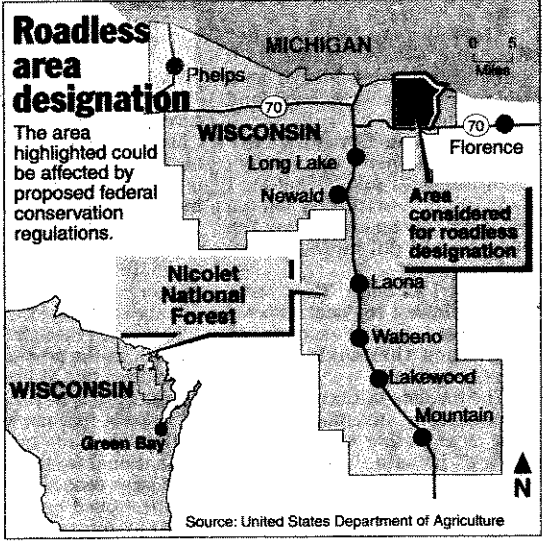 Roadless
area
designation
The area
highlighted could
be affected by
proposed federal
conservation
regulations.
MICHIGAN
0 5
Miles
Phelps
70
WISCONSIN
70
Florence
Long Lake
Newald
Area
considered
for roadless
designation
Nicolet
National
Forest
Laona
Wabeno
Lakewood
Mountain
WISCONSIN
Green Bay
N
Source: United States Department of Agriculture